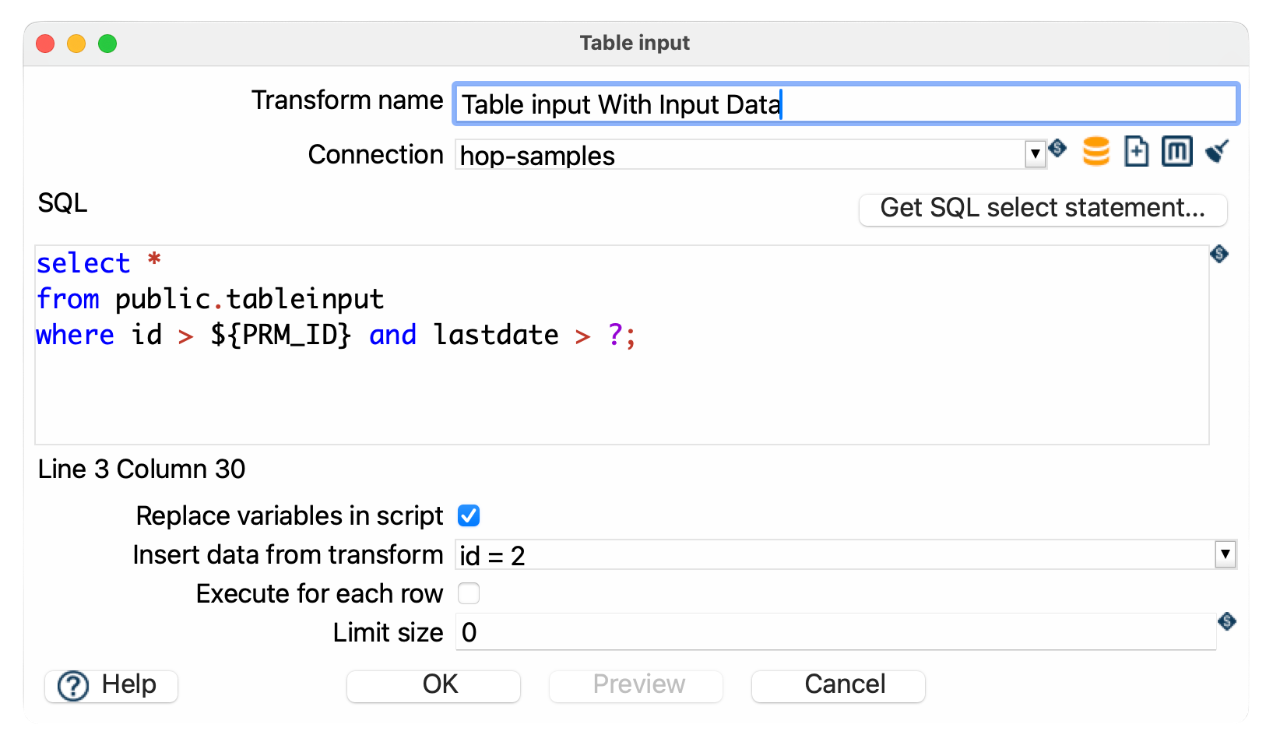 Table input
Transform name Table input With Input Data
Connection hop-samples
SQL
Get SQL select statement...
select *
from public.tableinput
where id > ${PRM_ID} and lastdate > ?;
Line 3 Column 30
Replace variables in script
Insert data from transform id = 2
Execute for each row
Limit size 0
Help OK Preview Cancel